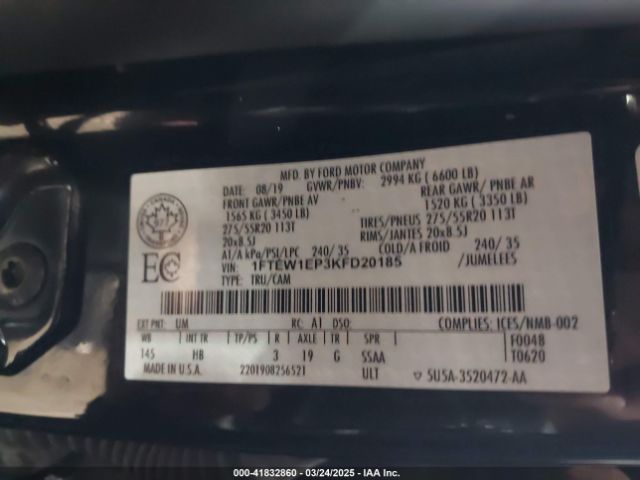 MFD. BY FORD MOTOR COMPANY
DATE: 08/19 GVWR/PNBV: 2994 KG ( 6600 LB)
FRONT GAWR/PNBE AV REAR GAWR/ PNBE AR
1565 KG ( 3450 LB) 1520 KG ( 3350 LB)
275/55R20 113T TIRES/PNEUS 275/55R20 113T
20x8.5J RIMS/JANTES 20x8.5J
AT/A kPa/PSI/LPC 240/ 35 COLD/A FROID 240/ 35
VIN: 1FTEW1EP3KFD20185 /JUMELEES
TYPE: TRU/CAM
EC
EXT PNT: UM RC: A1 DSO: COMPLIES: ICES/NMB-002
WB INT TR TP/PS R AXLE TR SPR F0048
145 HB 3 19 G SSAA T0620
MADE IN U.S.A. 2201908256521 ULT ▽ 5U5A-3520472-AA
000-41832860 - 03/24/2025 - IAA Inc.